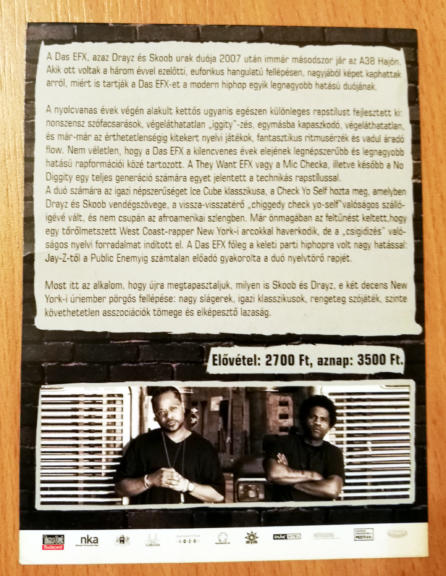 A Das EFX, azaz Drayz és Skoob urak duója 2007 után immár másodszor jár az A38 Hajón.
Akik ott voltak a három évvel ezelőtti, euforikus hangulatú fellépésen, nagyjából képet kaphattak
arról, miért is tartják a Das EFX-et a modern hiphop egyik legnagyobb hatású duójának.
A nyolcvanas évek végén alakult kettős ugyanis egészen különleges rapstílust fejlesztett ki:
nonszensz szófacsarások, végeláthatatlan „iggity"-zés, egymásba kapaszkodó, végeláthatatlan,
és már-már az érthetetlenségig kitekert nyelvi játékok, fantasztikus ritmusérzék és vadul áradó
flow. Nem véletlen, hogy a Das EFX a kilencvenes évek elejének legnépszerűbb és legnagyobb
hatású rapformációi közé tartozott. A They Want EFX vagy a Mic Checka, illetve később a No
Diggity egy teljes generáció számára egyet jelentett a technikás rapstílussal.
A duó számára az igazi népszerűséget Ice Cube klasszikusa, a Check Yo Self hozta meg, amelyben
Drayz és Skoob vendégszövege, a vissza-visszatérő „chiggedy check yo-self"valóságos szálló-
igévé vált, és nem csupán az afroamerikai szlengben. Már önmagában az feltűnést keltett,hogy
egy tőrőlmetszett West Coast-rapper New York-i arcokkal haverkodik, de a „csigidizés" való-
ságos nyelvi forradalmat indított el. A Das EFX főleg a keleti parti hiphopra volt nagy hatással:
Jay-Z-től a Public Enemyig számtalan előadó gyakorolta a duó nyelvtörő rapjét.
Most itt az alkalom, hogy újra megtapasztaljuk, milyen is Skoob és Drayz, e két decens New
York-i úriember pörgős fellépése: nagy slágerek, igazi klasszikusok, rengeteg szójáték, szinte
követhetetlen asszociációk tömege és elképesztő lazaság.
Elővétel: 2700 Ft, aznap: 3500 Ft.
nka